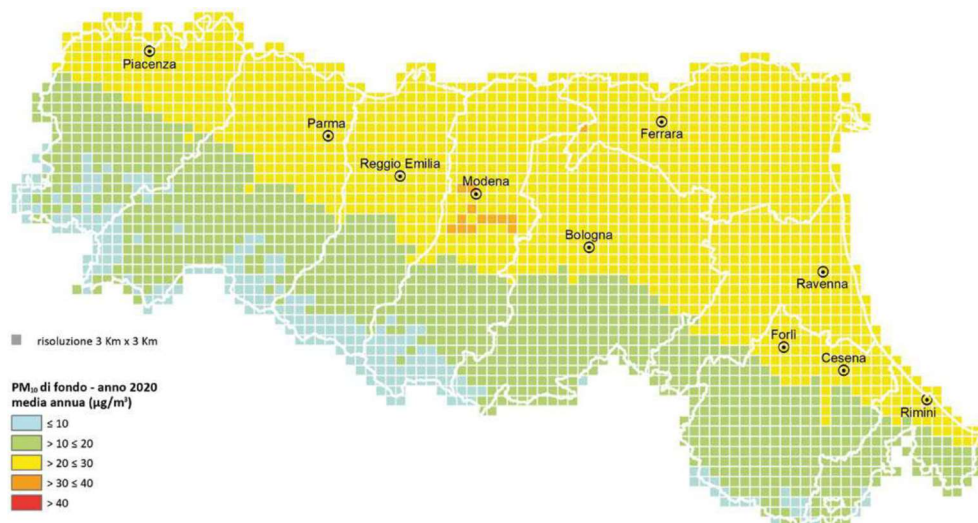 Piacenza
Parma
Ferrara
Reggio Emilia
Modena
Bologna
Ravenna
Forlì
Cesena
Rimini
risoluzione 3 Km x 3 Km
PM₁₀ di fondo - anno 2020
media annua (µg/m³)
≤ 10
> 10 ≤ 20
> 20 ≤ 30
> 30 ≤ 40
> 40